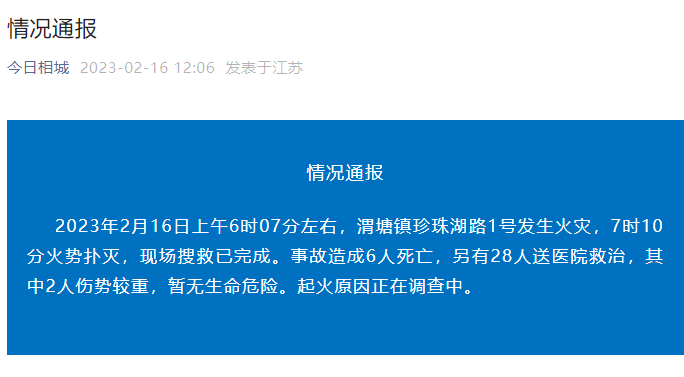 情况通报
今日相城 2023-02-16 12:06 发表于江苏
情况通报
2023年2月16日上午6时07分左右，渭塘镇珍珠湖路1号发生火灾，7时10
分火势扑灭，现场搜救已完成。事故造成6人死亡，另有28人送医院救治，其
中2人伤势较重，暂无生命危险。起火原因正在调查中。